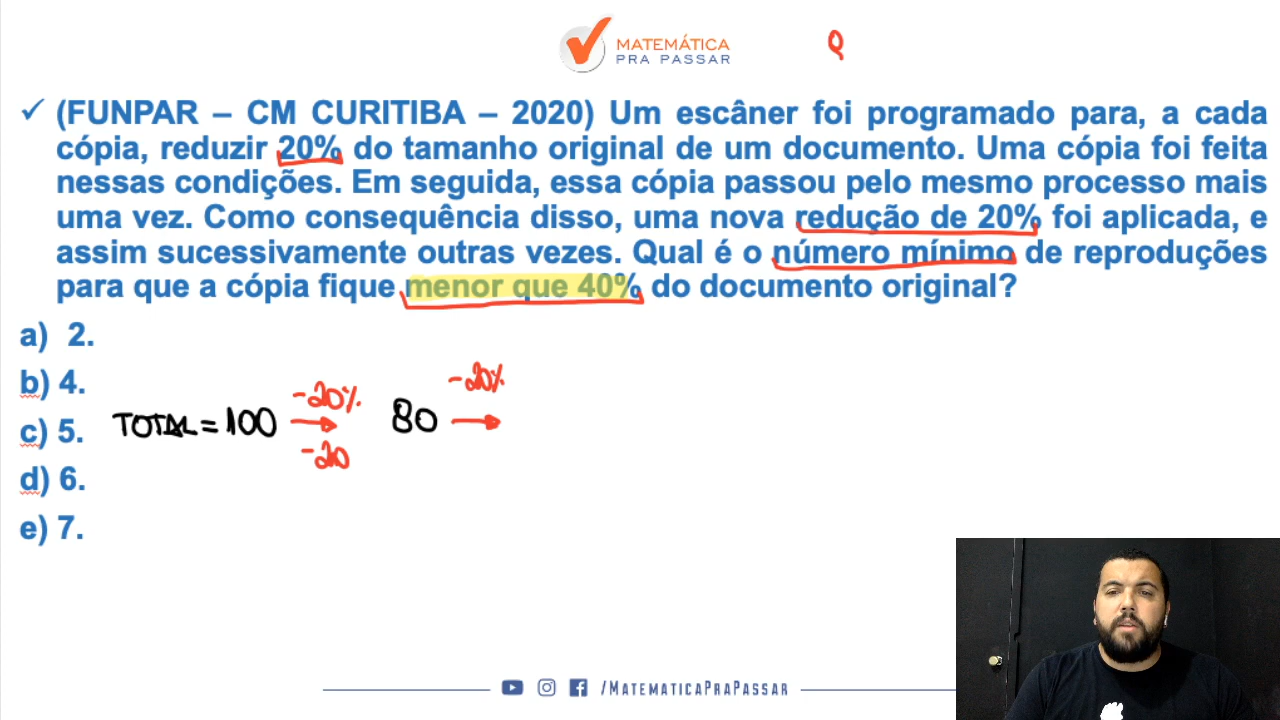 MATEMÁTICA
PRA PASSAR
✓ (FUNPAR – CM CURITIBA – 2020) Um escâner foi programado para, a cada
cópia, reduzir 20% do tamanho original de um documento. Uma cópia foi feita
nessas condições. Em seguida, essa cópia passou pelo mesmo processo mais
uma vez. Como consequência disso, uma nova redução de 20% foi aplicada, e
assim sucessivamente outras vezes. Qual é o número mínimo de reproduções
para que a cópia fique menor que 40% do documento original?
a) 2.
b) 4.
c) 5.
d) 6.
e) 7.
-20% -20%
TOTAL = 100 → 80 →
-20
/MATEMATICAPRAPASSAR